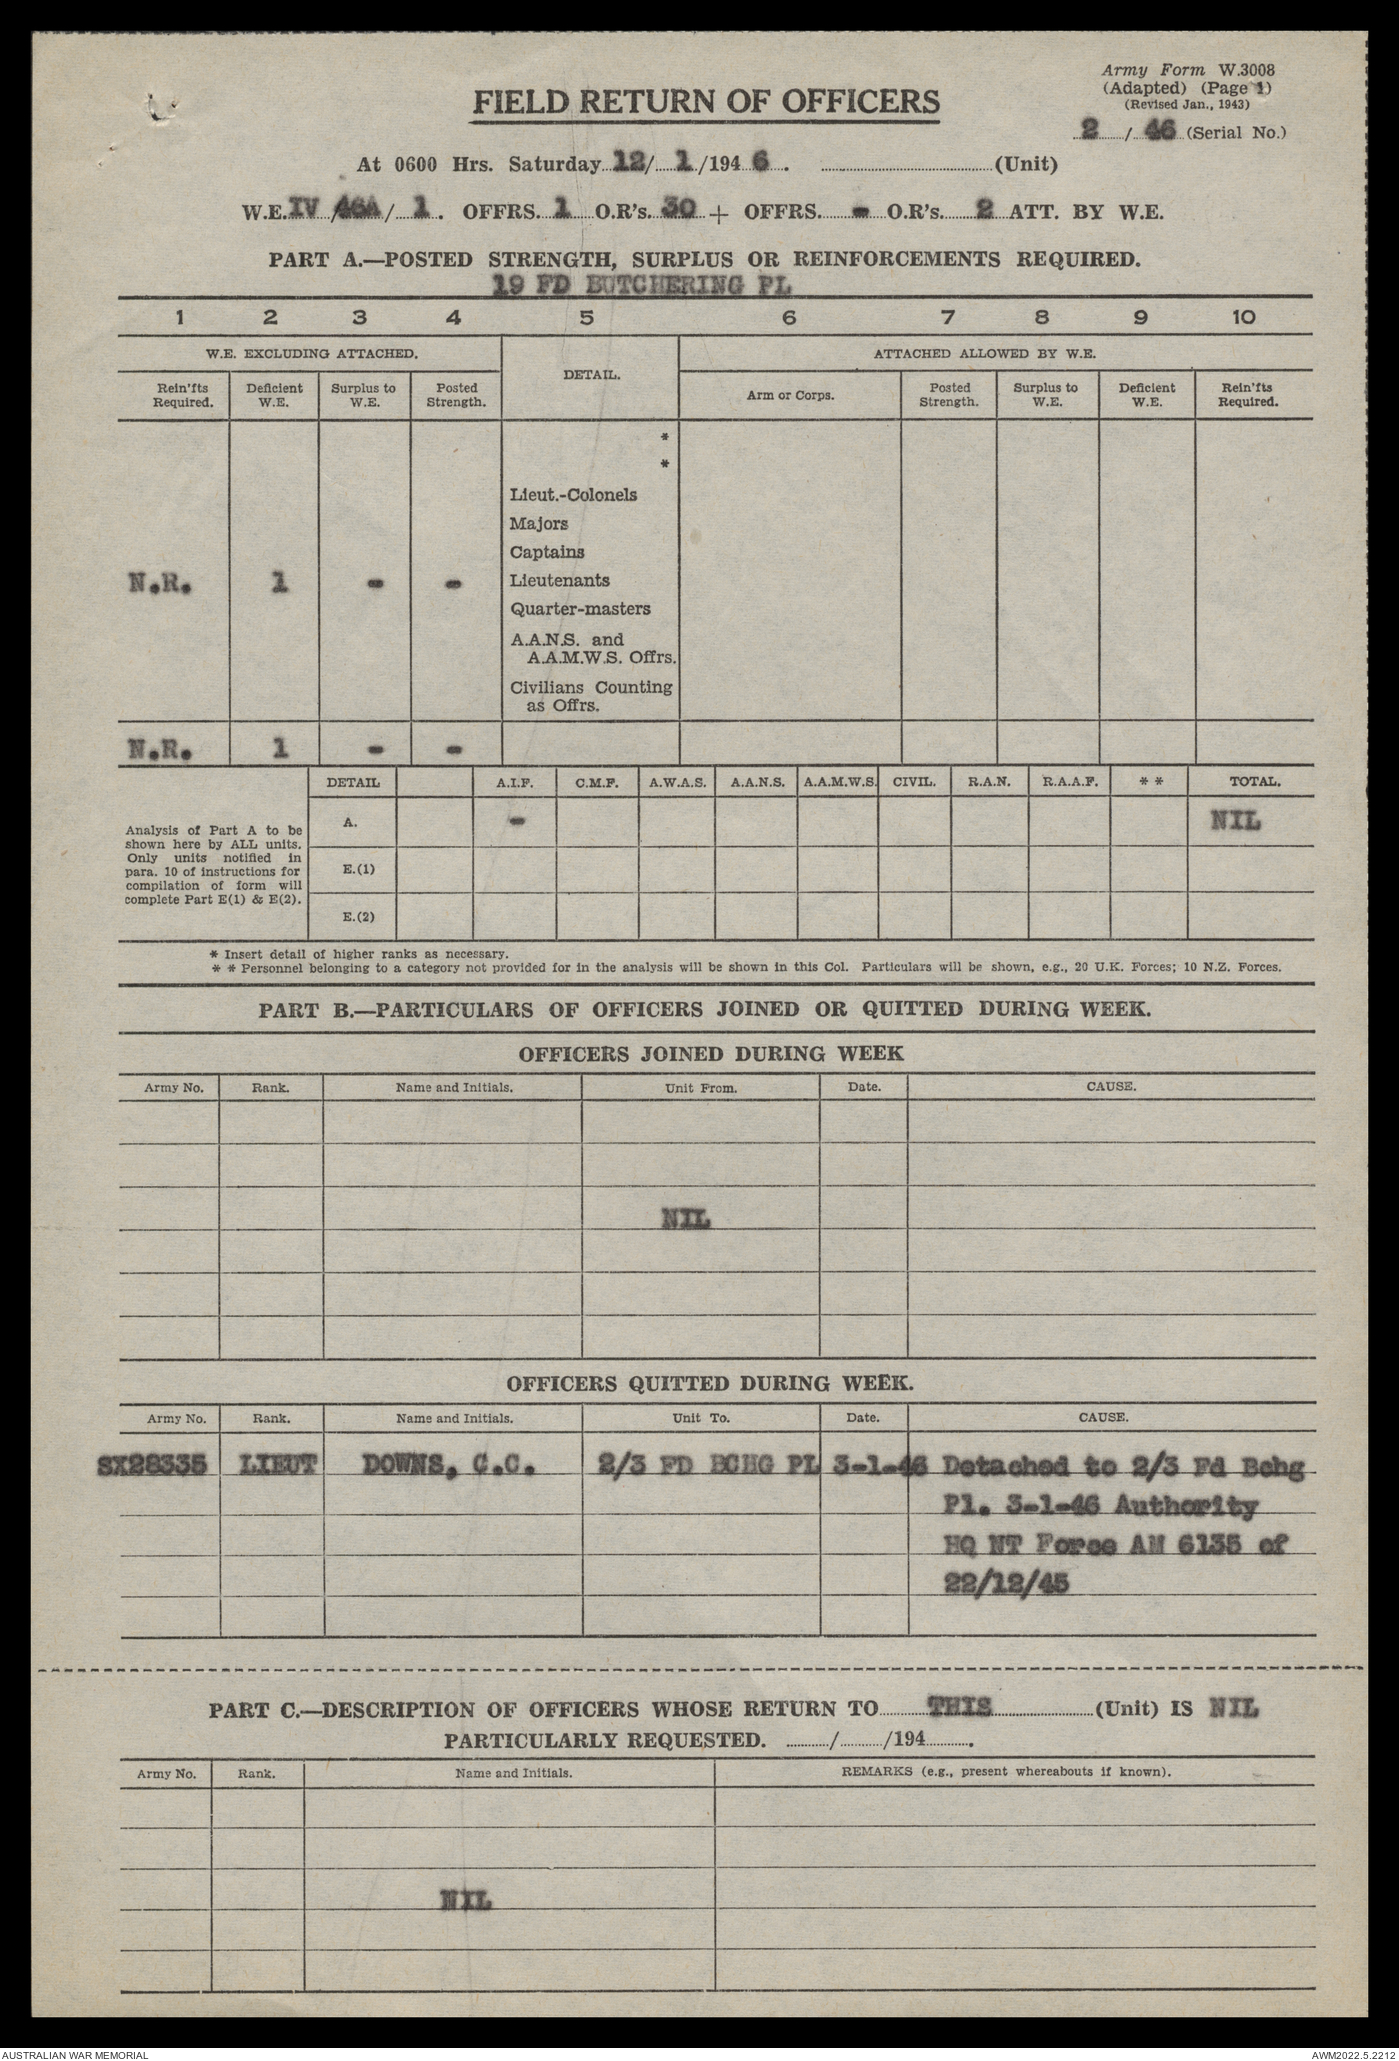 Army Form W.3008
(Adapted) (Page 1)
(Revised Jan., 1943)
2 / 46 (Serial No.)
FIELD RETURN OF OFFICERS
At 0600 Hrs. Saturday 12/ 1 /194 6 . (Unit)
W.E. IV /46A/ 1 . OFFRS. 1 O.R's. 30 + OFFRS. - O.R's. 2 ATT. BY W.E.
PART A.—POSTED STRENGTH, SURPLUS OR REINFORCEMENTS REQUIRED.
19 FD BUTCHERING PL
1 2 3 4 5 6 7 8 9 10
W.E. EXCLUDING ATTACHED. DETAIL. ATTACHED ALLOWED BY W.E.
Rein'fts Required. Deficient W.E. Surplus to W.E. Posted Strength. Arm or Corps. Posted Strength. Surplus to W.E. Deficient W.E. Rein'fts Required.
*
*
Lieut.-Colonels
Majors
Captains
N.R. 1 - - Lieutenants
Quarter-masters
A.A.N.S. and
A.A.M.W.S. Offrs.
Civilians Counting
as Offrs.
N.R. 1 - -
DETAIL A.I.F. C.M.F. A.W.A.S. A.A.N.S. A.A.M.W.S. CIVIL. R.A.N. R.A.A.F. * * TOTAL.
Analysis of Part A to be
shown here by ALL units.
Only units notified in
para. 10 of instructions for
compilation of form will
complete Part E(1) & E(2).
A. - NIL
E.(1)
E.(2)
* Insert detail of higher ranks as necessary.
* * Personnel belonging to a category not provided for in the analysis will be shown in this Col. Particulars will be shown, e.g., 20 U.K. Forces; 10 N.Z. Forces.
PART B.—PARTICULARS OF OFFICERS JOINED OR QUITTED DURING WEEK.
OFFICERS JOINED DURING WEEK
Army No. Rank. Name and Initials. Unit From. Date. CAUSE.
NIL
OFFICERS QUITTED DURING WEEK.
Army No. Rank. Name and Initials. Unit To. Date. CAUSE.
SX28335 LIEUT DOWNS, C.C. 2/3 FD BCHG PL 3-1-46 Detached to 2/3 Fd Bchg
Pl. 3-1-46 Authority
HQ NT Force AM 6135 of
22/12/45
PART C.—DESCRIPTION OF OFFICERS WHOSE RETURN TO THIS (Unit) IS NIL
PARTICULARLY REQUESTED. / /194 .
Army No. Rank. Name and Initials. REMARKS (e.g., present whereabouts if known).
NIL
AUSTRALIAN WAR MEMORIAL
AWM2022.5.2212